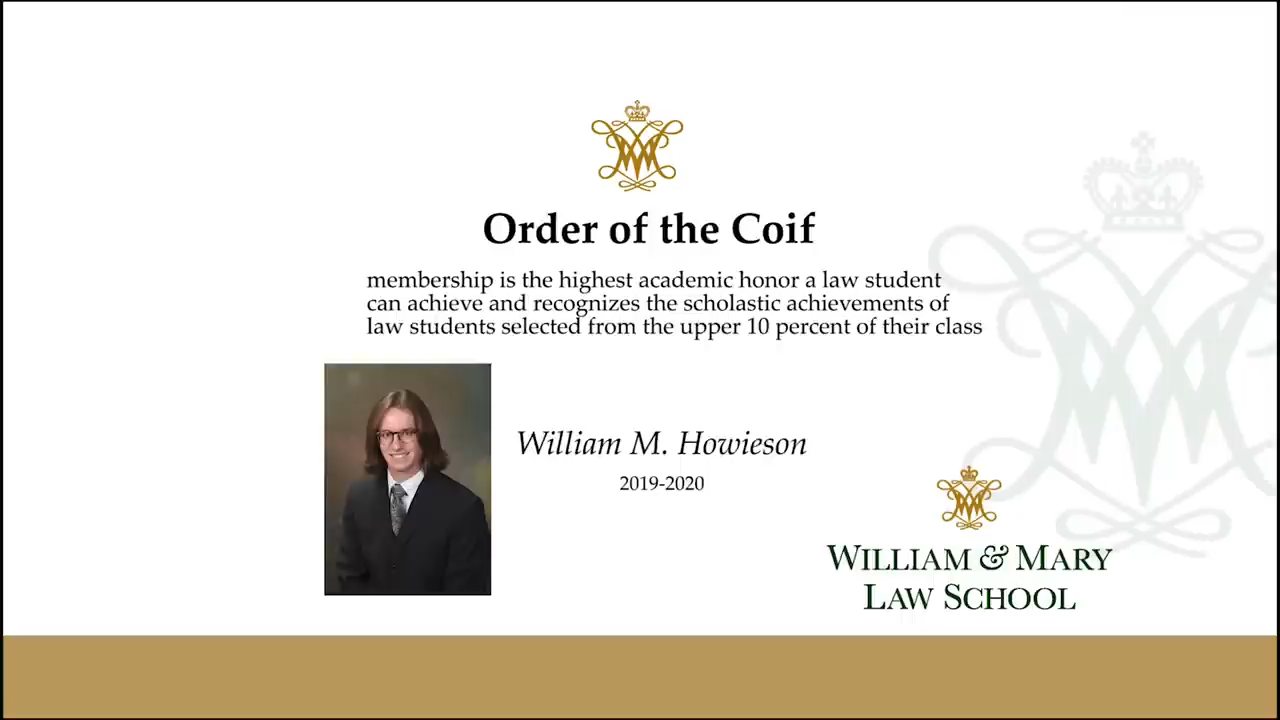 Order of the Coif
membership is the highest academic honor a law student
can achieve and recognizes the scholastic achievements of
law students selected from the upper 10 percent of their class
William M. Howieson
2019-2020
WILLIAM & MARY
LAW SCHOOL